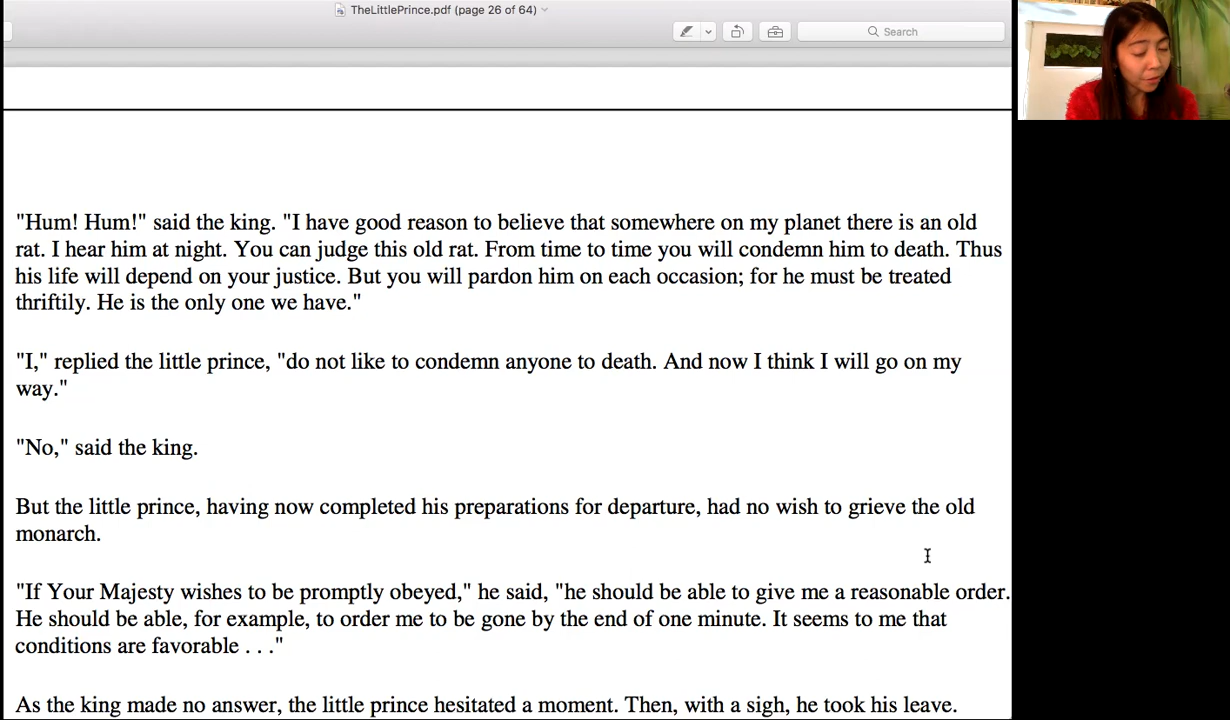 TheLittlePrince.pdf (page 26 of 64)
Search
"Hum! Hum!" said the king. "I have good reason to believe that somewhere on my planet there is an old
rat. I hear him at night. You can judge this old rat. From time to time you will condemn him to death. Thus
his life will depend on your justice. But you will pardon him on each occasion; for he must be treated
thriftily. He is the only one we have."
"I," replied the little prince, "do not like to condemn anyone to death. And now I think I will go on my
way."
"No," said the king.
But the little prince, having now completed his preparations for departure, had no wish to grieve the old
monarch.
"If Your Majesty wishes to be promptly obeyed," he said, "he should be able to give me a reasonable order.
He should be able, for example, to order me to be gone by the end of one minute. It seems to me that
conditions are favorable . . ."
As the king made no answer, the little prince hesitated a moment. Then, with a sigh, he took his leave.